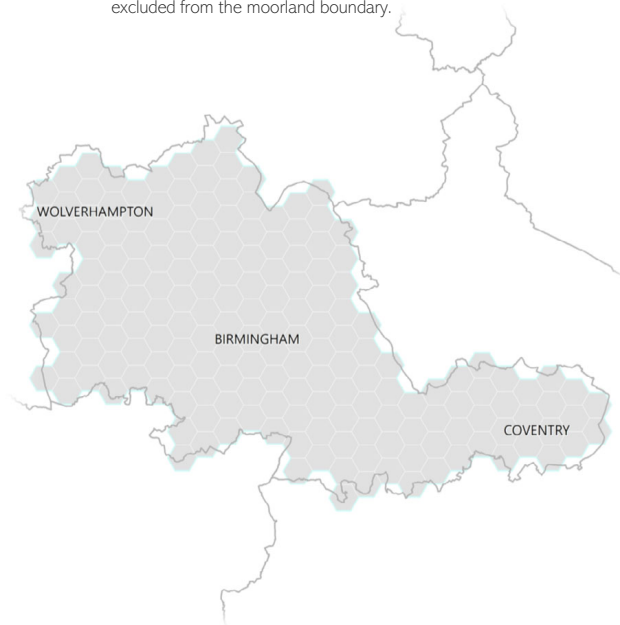 excluded from the moorland boundary.
WOLVERHAMPTON
BIRMINGHAM
COVENTRY